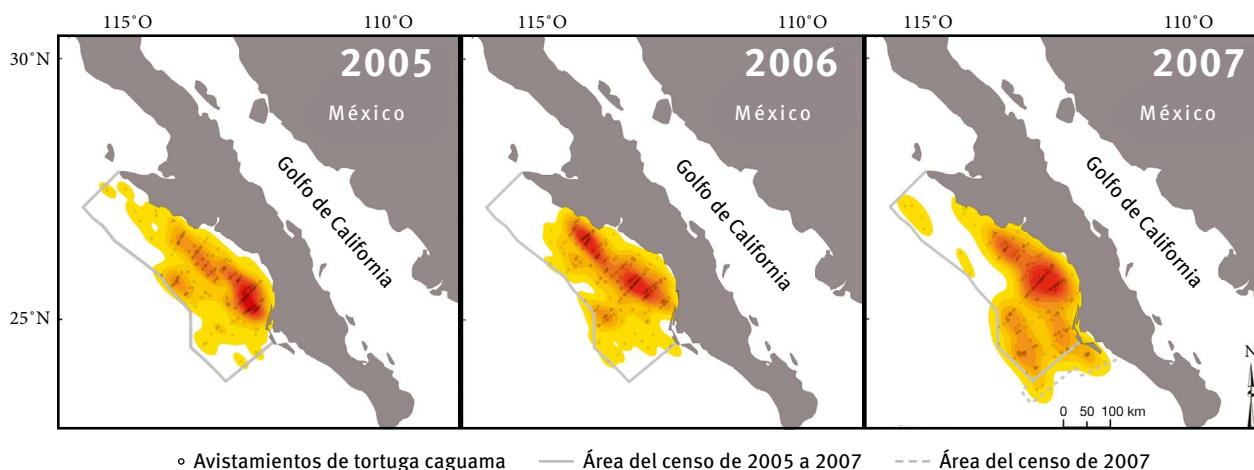 115°O 110°O 115°O 110°O 115°O 110°O
30°N
2005
México
Golfo de California
2006
México
Golfo de California
2007
México
Golfo de California
25°N
N
0 50 100 km
Avistamientos de tortuga caguama
Área del censo de 2005 a 2007
Área del censo de 2007